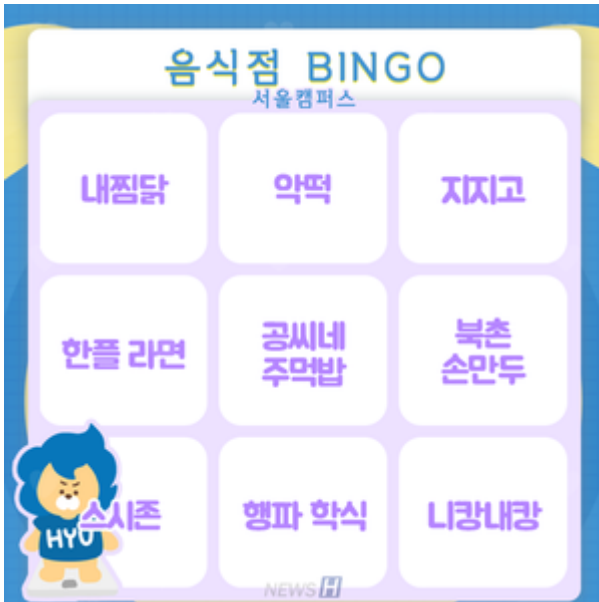 음식점 BINGO
서울캠퍼스
내찜닭
악떡
지지고
한플 라면
공씨네
주먹밥
북촌
손만두
스시존
행파 학식
니캉내캉
HYU
NEWS H